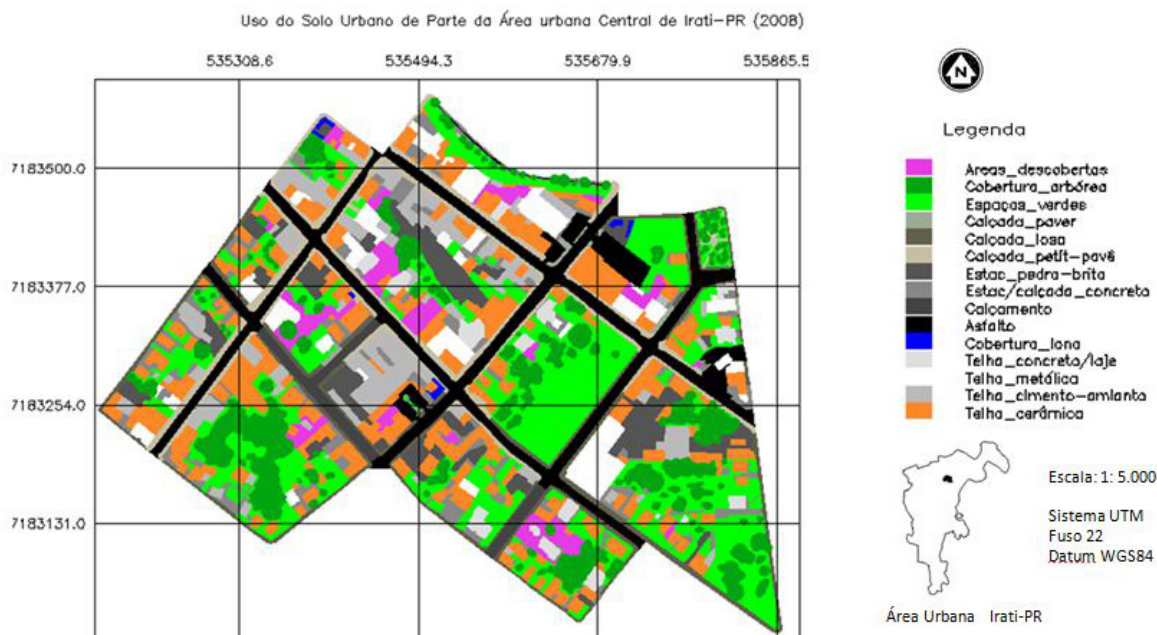 Uso do Solo Urbano de Parte da Área urbana Central de Irati-PR (2008)
535308.6 535494.3 535679.9 535865.5
N
7183500.0
7183377.0
7183254.0
7183131.0
Legenda
Areas_descobertas
Cobertura_arbórea
Espaças_verdes
Calçada_paver
Calçada_losa
Calçada_petit-pavê
Estac_pedra-brita
Estac/calçada_concreto
Calçamento
Asfalto
Cobertura_lona
Telha_concreto/laje
Telha_metálica
Telha_cimento-amianto
Telha_cerâmica
Escala: 1: 5.000
Sistema UTM
Fuso 22
Datum WGS84
Área Urbana Irati-PR